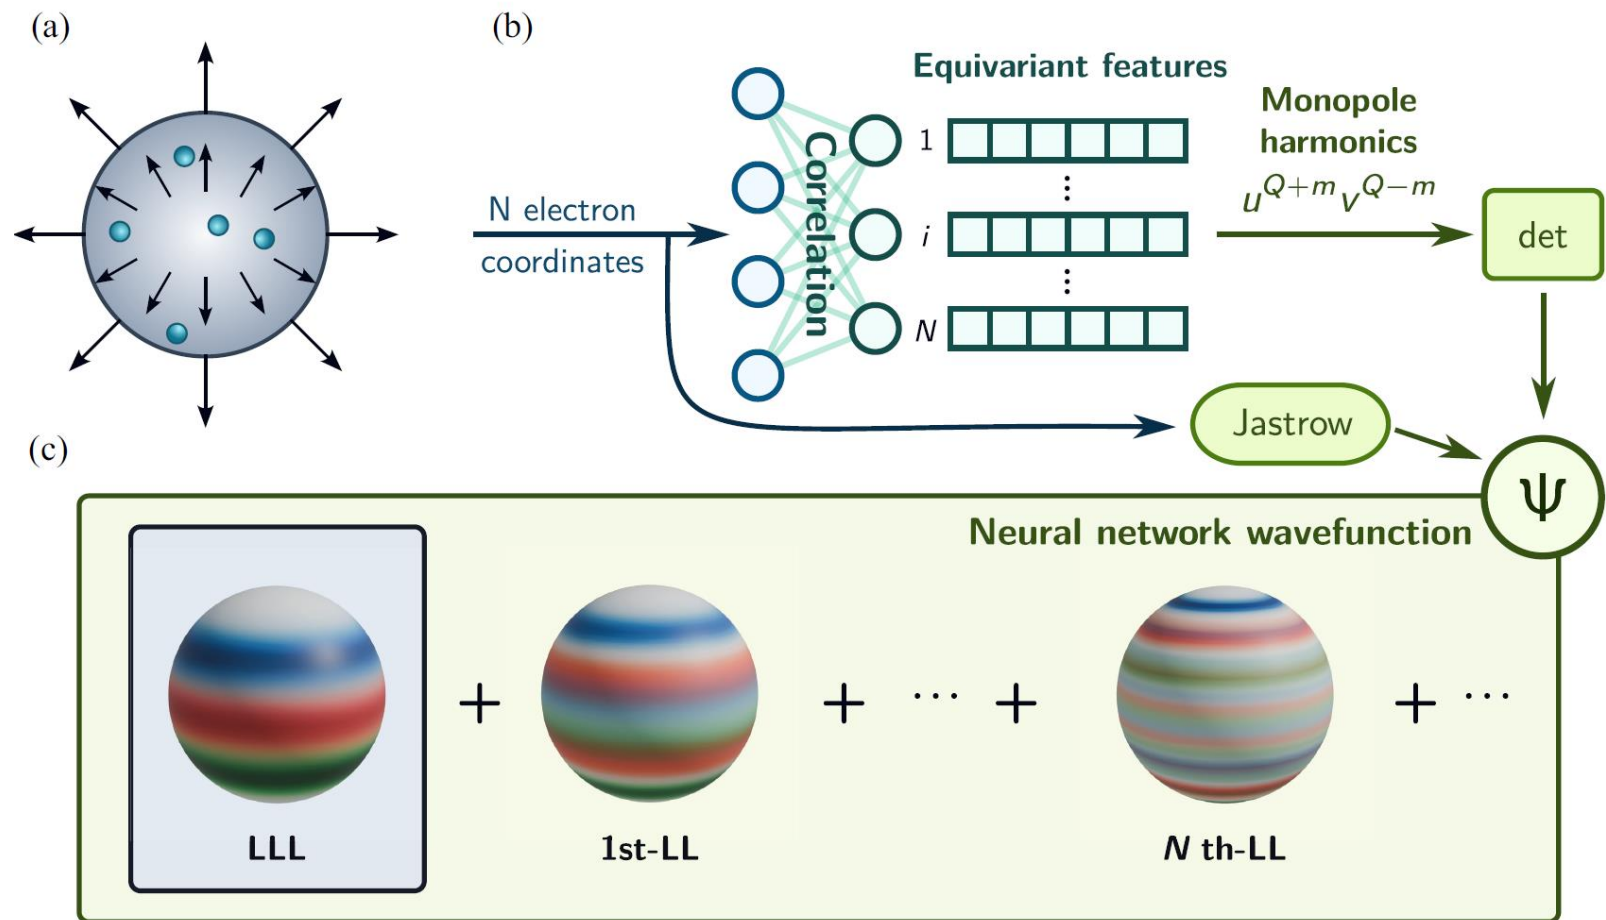 (a)
(b)
Equivariant features
Monopole
harmonics
u^{Q+m}v^{Q−m}
N electron
coordinates
Correlation
1
⋮
i
⋮
N
det
Jastrow
Ψ
(c)
Neural network wavefunction
+
+ ⋯ +
+ ⋯
LLL
1st-LL
N th-LL